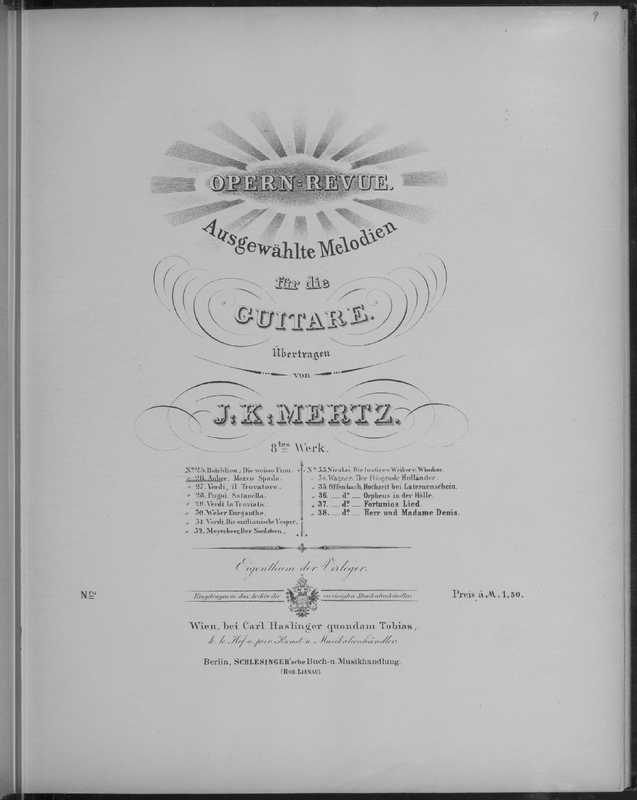 9
OPERN-REVUE.
Ausgewählte Melodien
für die
GUITARE.
Übertragen
von
J: K: MERTZ.
8tes Werk.
No 25. Boieldieu, Die weisse Frau.
" 26. Auber, Marco Spada.
" 27. Verdi, il Trovatore.
" 28. Pugni Satanella.
" 29. Verdi la Traviata.
" 30. Weber Euryanthe.
" 31. Verdi, Die sicilianische Vesper.
" 32. Meyerbeer, Der Nordstern.
No 33. Nicolai, Die lustigen Weiber v. Windsor.
" 34. Wagner. Der fliegende Holländer.
" 35. Offenbach, Hochzeit bei Laternenschein.
" 36. — do — Orpheus in der Hölle.
" 37. — do — Fortunios Lied.
" 38. — do — Herr und Madame Denis.
Eigenthum der Verleger.
Nro
Eingetragen in das Archiv der vereinigten Musikalienhändler.
Preis à M. 1,50.
Wien, bei Carl Haslinger quondam Tobias,
k. k. Hof- u. priv. Kunst- u. Musikalienhändler.
Berlin, SCHLESINGER'sche Buch- u. Musikhandlung.
(ROB. LIENAU).